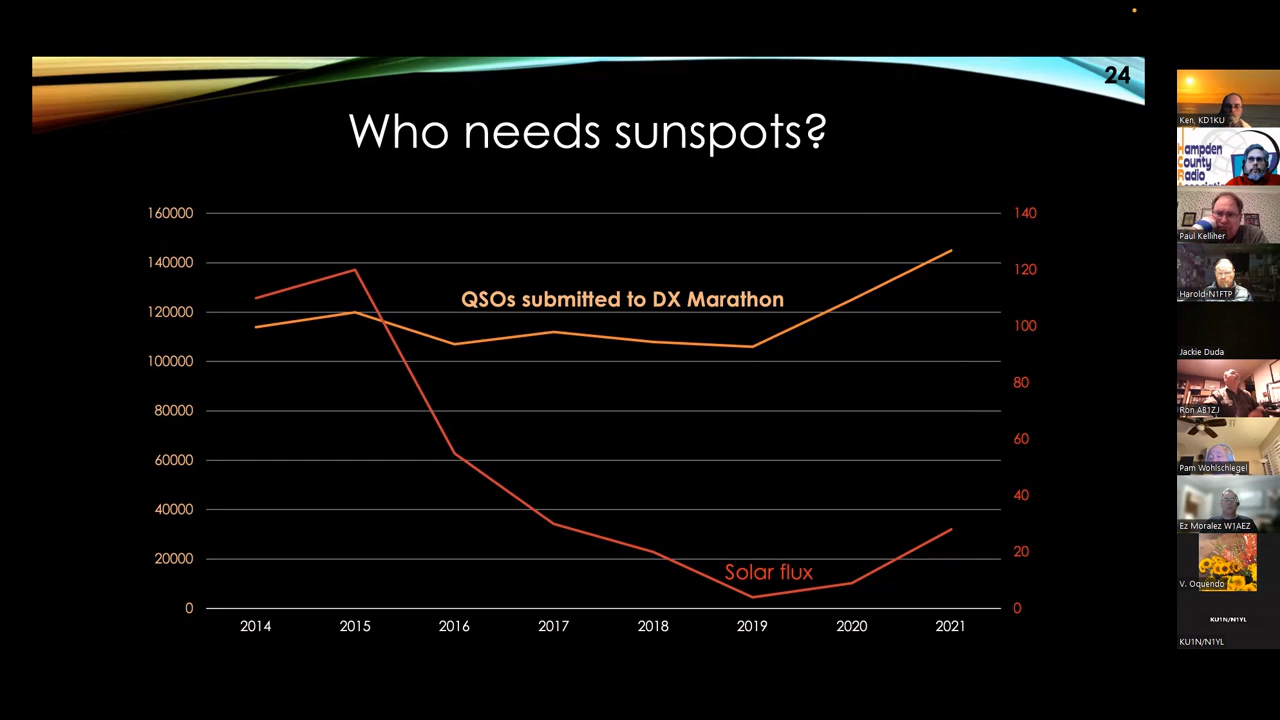 24
Who needs sunspots?
160000
140000
120000
100000
80000
60000
40000
20000
0
QSOs submitted to DX Marathon
Solar flux
140
120
100
80
60
40
20
0
2014 2015 2016 2017 2018 2019 2020 2021
Ken, KD1KU
Hampden
County
Radio
Paul Kelliher
Harold-N1FTP
Jackie Duda
Ron AB1ZJ
Pam Wohlschlegel
Ez Moralez W1AEZ
V. Oquendo
KU1N/N1YL
KU1N/N1YL